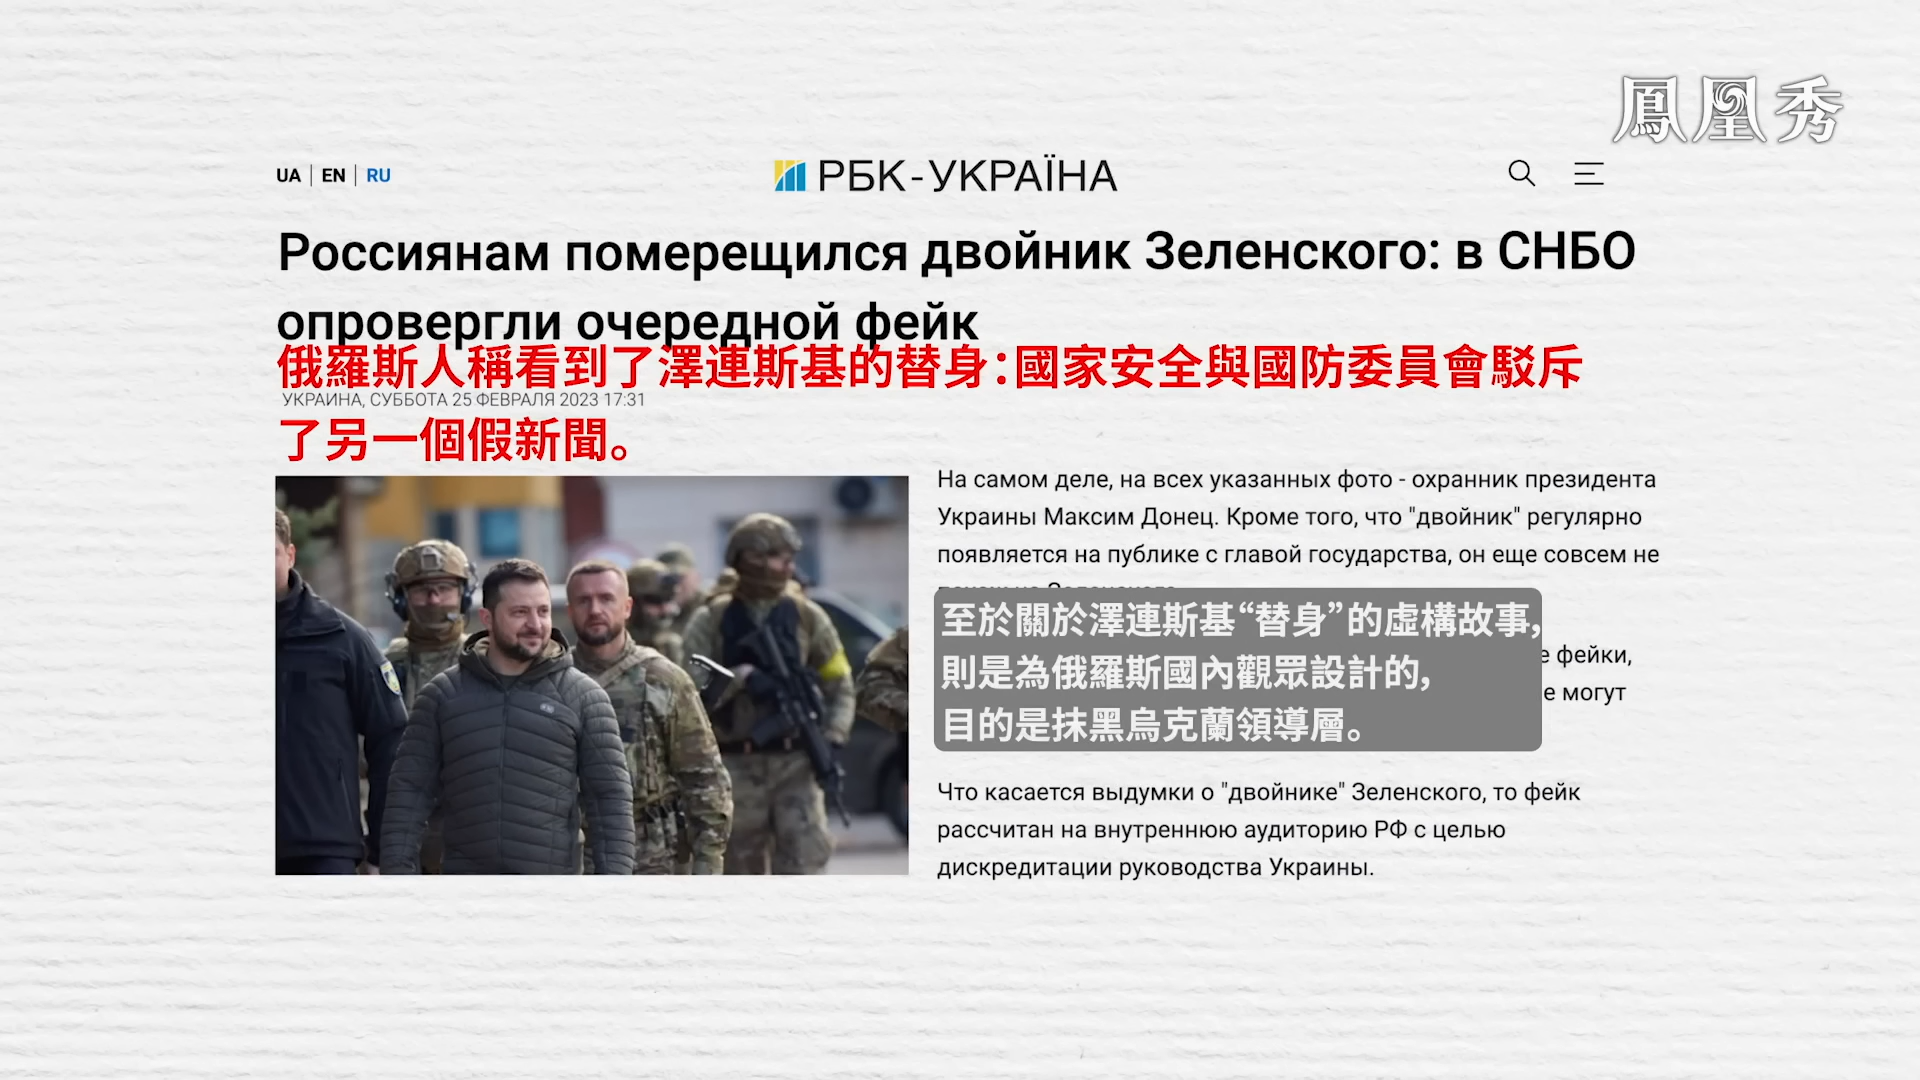 鳳凰秀
UA | EN | RU
РБК-УКРАЇНА
Россиянам померещился двойник Зеленского: в СНБО
опровергли очередной фейк
俄羅斯人稱看到了澤連斯基的替身：國家安全與國防委員會駁斥
УКРАИНА, СУББОТА 25 ФЕВРАЛЯ 2023 17:31
了另一個假新聞。
На самом деле, на всех указанных фото - охранник президента
Украины Максим Донец. Кроме того, что "двойник" регулярно
появляется на публике с главой государства, он еще совсем не
至於關於澤連斯基“替身”的虛構故事,
則是為俄羅斯國內觀眾設計的,
目的是抹黑烏克蘭領導層。
фейки,
могут
Что касается выдумки о "двойнике" Зеленского, то фейк
рассчитан на внутреннюю аудиторию РФ с целью
дискредитации руководства Украины.